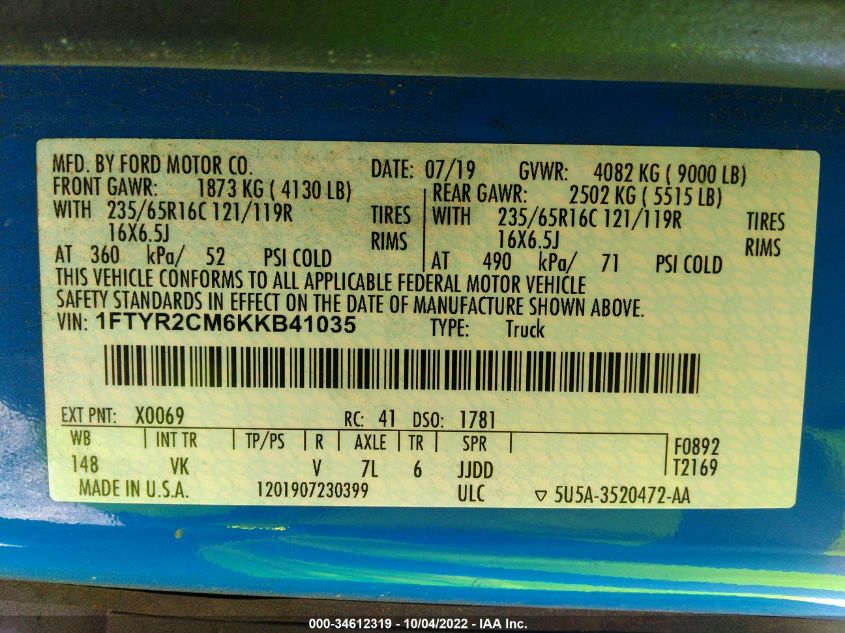 MFD. BY FORD MOTOR CO. DATE: 07/19 GVWR: 4082 KG ( 9000 LB)
FRONT GAWR: 1873 KG ( 4130 LB) REAR GAWR: 2502 KG ( 5515 LB)
WITH 235/65R16C 121/119R TIRES WITH 235/65R16C 121/119R TIRES
16X6.5J RIMS 16X6.5J RIMS
AT 360 kPa/ 52 PSI COLD AT 490 kPa/ 71 PSI COLD
THIS VEHICLE CONFORMS TO ALL APPLICABLE FEDERAL MOTOR VEHICLE
SAFETY STANDARDS IN EFFECT ON THE DATE OF MANUFACTURE SHOWN ABOVE.
VIN: 1FTYR2CM6KKB41035 TYPE: Truck
EXT PNT: X0069 RC: 41 DSO: 1781
WB INT TR TP/PS R AXLE TR SPR F0892
148 VK V 7L 6 JJDD T2169
MADE IN U.S.A. 1201907230399 ULC ▽ 5U5A-3520472-AA
000-34612319 - 10/04/2022 - IAA Inc.